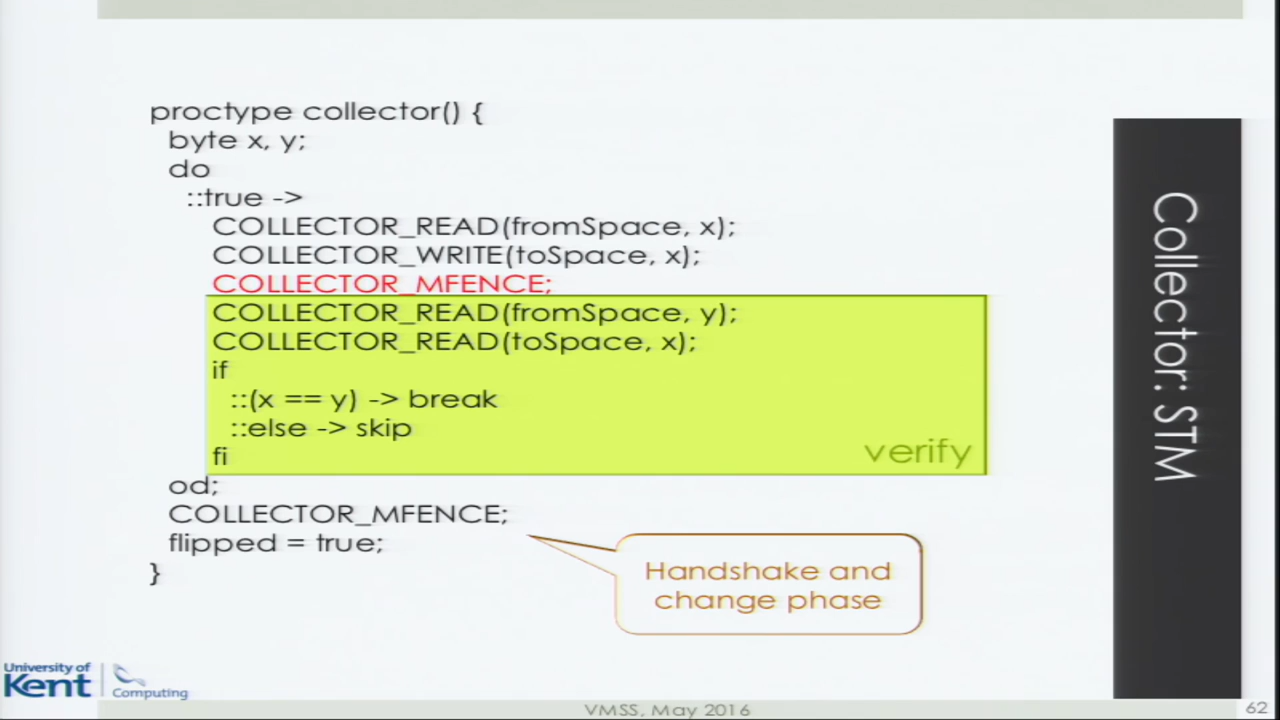 proctype collector() {
byte x, y;
do
::true ->
COLLECTOR_READ(fromSpace, x);
COLLECTOR_WRITE(toSpace, x);
COLLECTOR_MFENCE;
COLLECTOR_READ(fromSpace, y);
COLLECTOR_READ(toSpace, x);
if
::(x == y) -> break
::else -> skip
fi
verify
od;
COLLECTOR_MFENCE;
flipped = true;
}
Handshake and
change phase
Collector: STM
University of
Kent
Computing
VMSS, May 2016
62